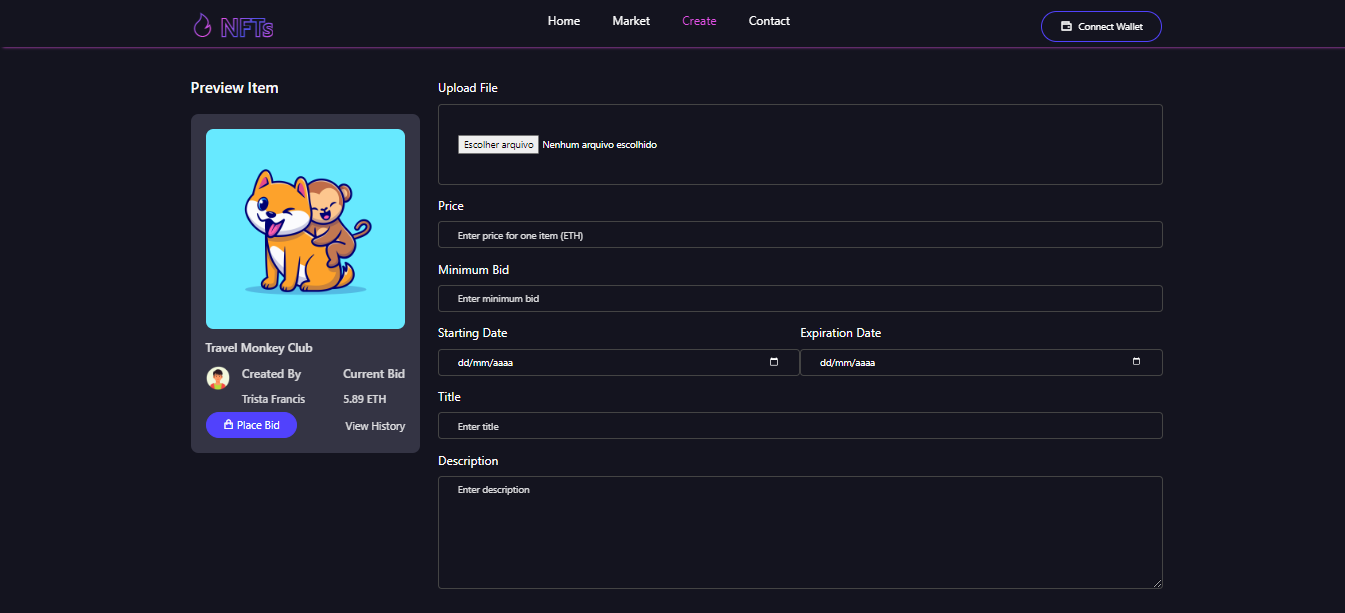 NFTs
Home Market Create Contact
Connect Wallet
Preview Item
Travel Monkey Club
Created By
Trista Francis
Current Bid
5.89 ETH
Place Bid
View History
Upload File
Escolher arquivo Nenhum arquivo escolhido
Price
Enter price for one item (ETH)
Minimum Bid
Enter minimum bid
Starting Date
dd/mm/aaaa
Expiration Date
dd/mm/aaaa
Title
Enter title
Description
Enter description